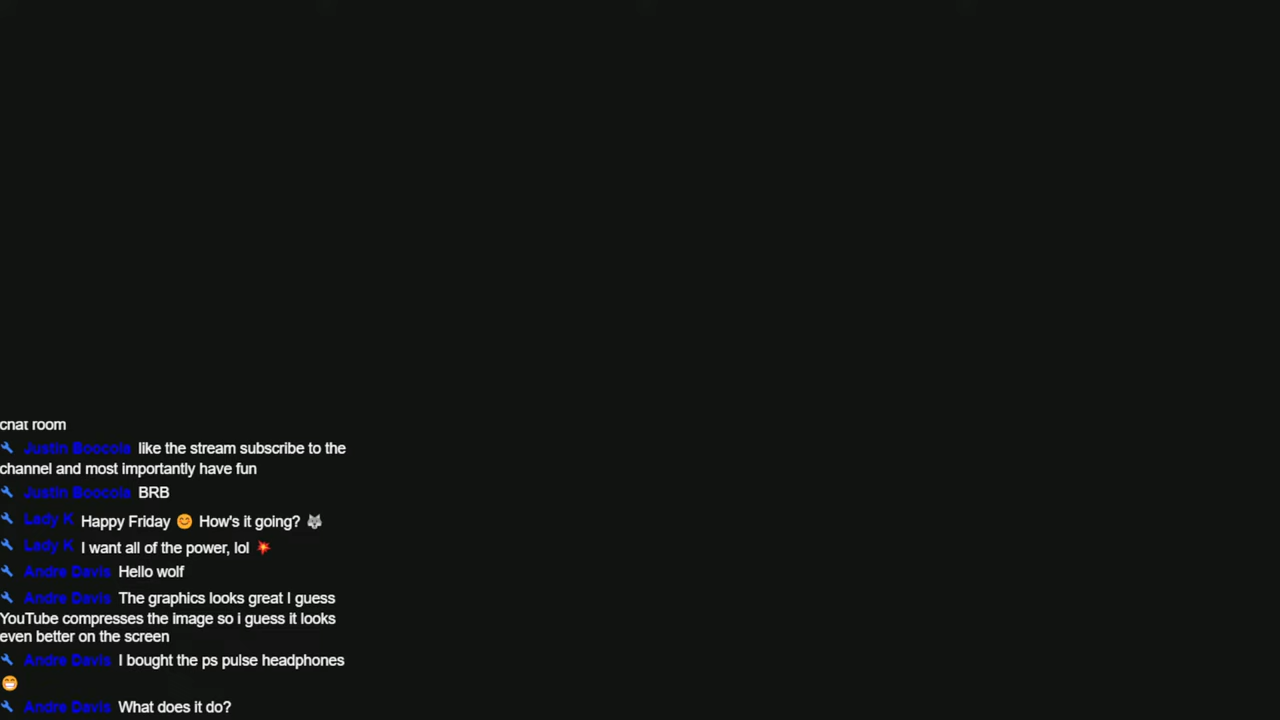 chat room
Justin Boocola like the stream subscribe to the
channel and most importantly have fun
Justin Boocola BRB
Lady K Happy Friday 😊 How's it going? 🐺
Lady K I want all of the power, lol 💥
Andre Davis Hello wolf
Andre Davis The graphics looks great I guess
YouTube compresses the image so i guess it looks
even better on the screen
Andre Davis I bought the ps pulse headphones
😁
Andre Davis What does it do?